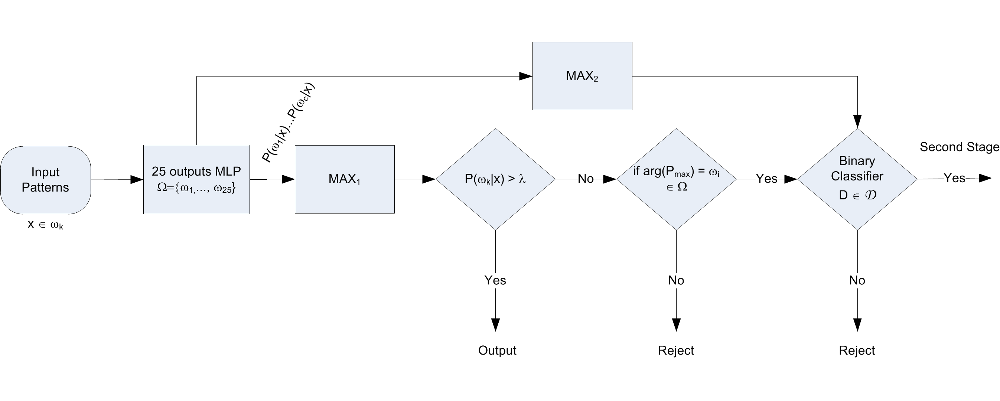 MAX₂
P(ω₁|x)...P(ω_c|x)
Input
Patterns
x ∈ ωₖ
25 outputs MLP
Ω={ω₁,..., ω₂₅}
MAX₁
P(ωₖ|x) > λ
No
if arg(Pₘₐₓ) = ωᵢ
∈ Ω
Yes
Binary
Classifier
D ∈ 𝒟
Second Stage
Yes
Yes
No
No
Output
Reject
Reject